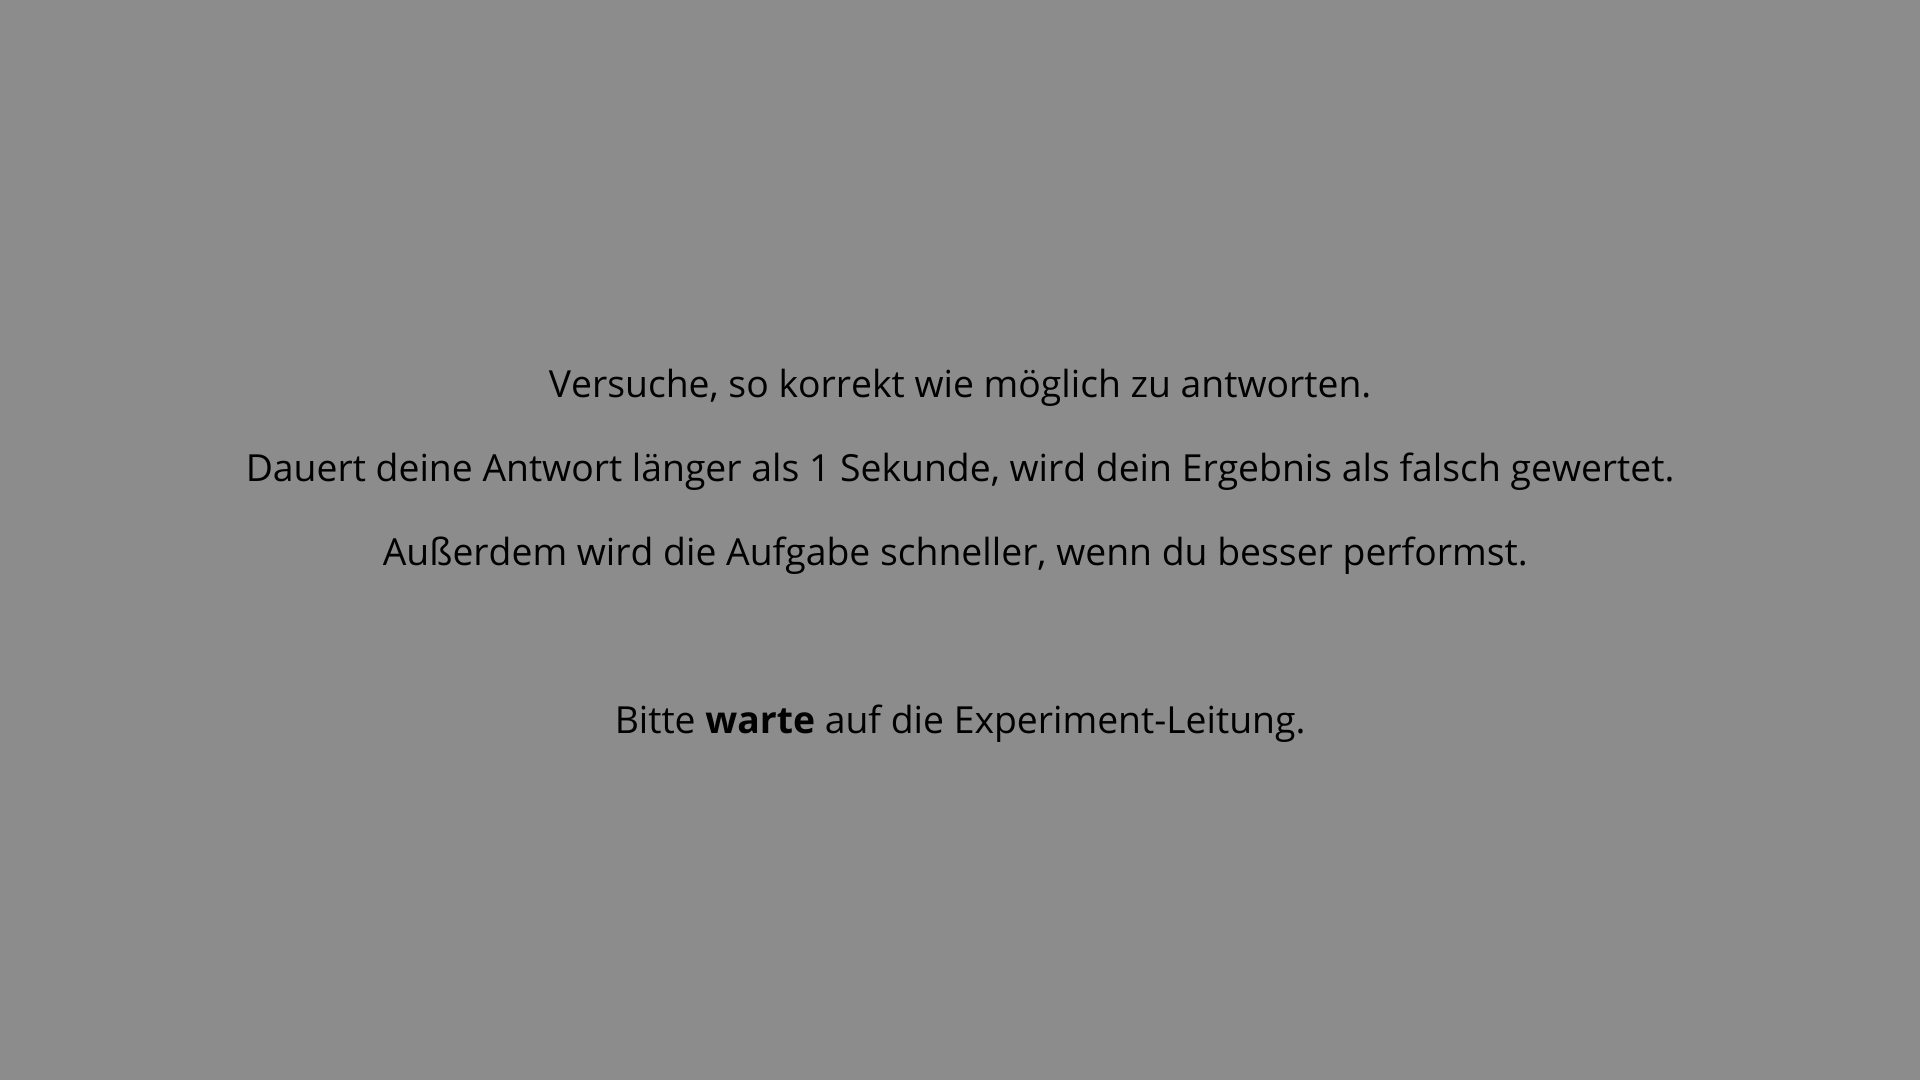 Versuche, so korrekt wie möglich zu antworten.
Dauert deine Antwort länger als 1 Sekunde, wird dein Ergebnis als falsch gewertet.
Außerdem wird die Aufgabe schneller, wenn du besser performst.
Bitte warte auf die Experiment-Leitung.